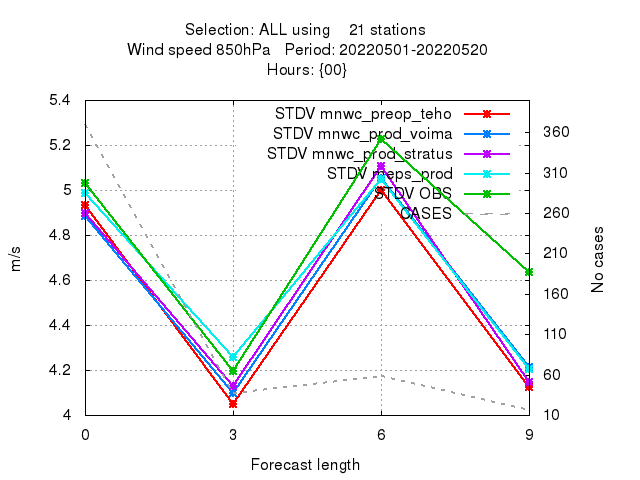 Selection: ALL using 21 stations
Wind speed 850hPa Period: 20220501-20220520
Hours: {00}
5.4
5.2
5
4.8
4.6
4.4
4.2
4
m/s
STDV mnwc_preop_teho
STDV mnwc_prod_voima
STDV mnwc_prod_stratus
STDV meps_prod
STDV OBS
CASES
360
310
260
210
160
110
60
10
No cases
0 3 6 9
Forecast length